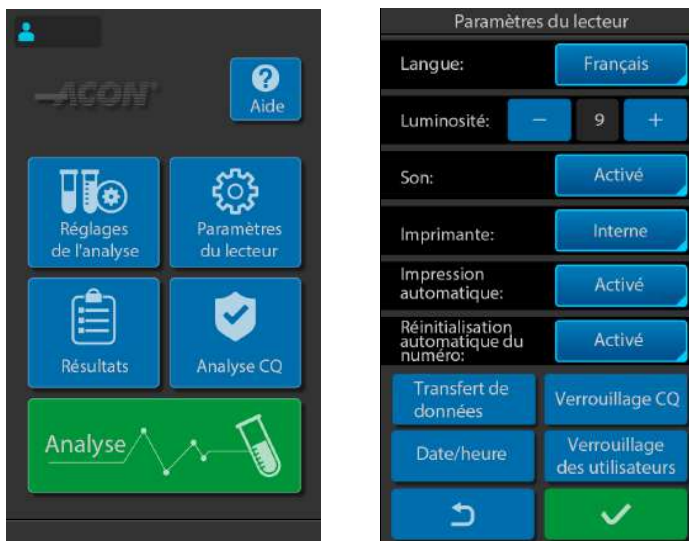 ACON
?
Aide
Réglages
de l'analyse
Paramètres
du lecteur
Résultats
Analyse CQ
Analyse
Paramètres du lecteur
Langue:
Français
Luminosité:
−
9
+
Son:
Activé
Imprimante:
Interne
Impression
automatique:
Activé
Réinitialisation
automatique du
numéro:
Activé
Transfert de
données
Verrouillage CQ
Date/heure
Verrouillage
des utilisateurs